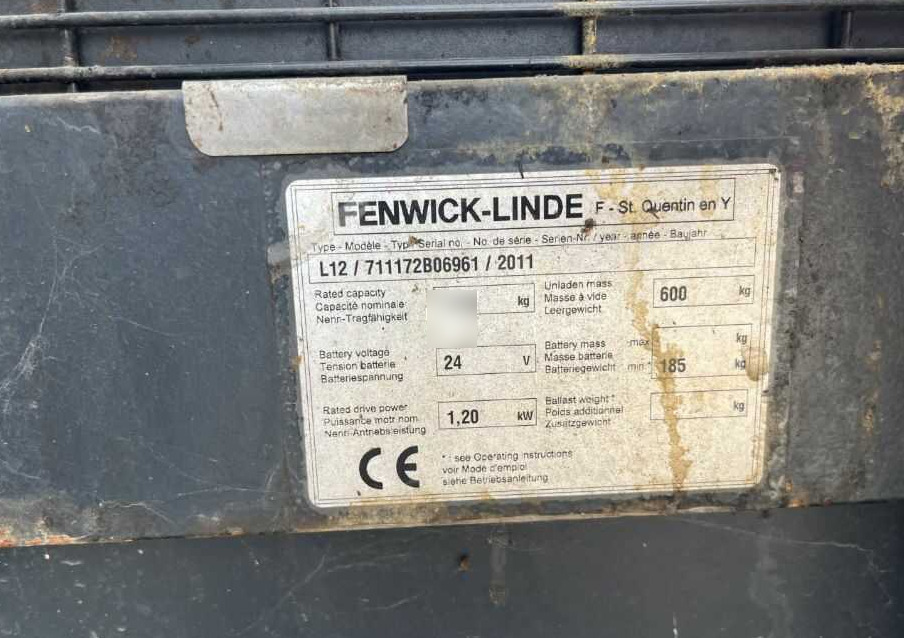 FENWICK-LINDE F - St. Quentin en Y
Type - Modèle - Typ / Serial no. - No. de série - Serien-Nr. / year - année - Baujahr
L12 / 711172B06961 / 2011
Rated capacity
Capacité nominale
Nenn-Tragfähigkeit
kg
Unladen mass
Masse à vide
Leergewicht
600 kg
Battery voltage
Tension batterie
Batteriespannung
24 V
Battery mass max kg
Masse batterie
Batteriegewicht min 185 kg
Rated drive power
Puissance motr nom.
Nenn-Antriebsleistung
1,20 kW
Ballast weight *
Poids additionnel
Zusatzgewicht
kg
CE
* : see Operating Instructions
voir Mode d'emploi
siehe Betriebsanleitung